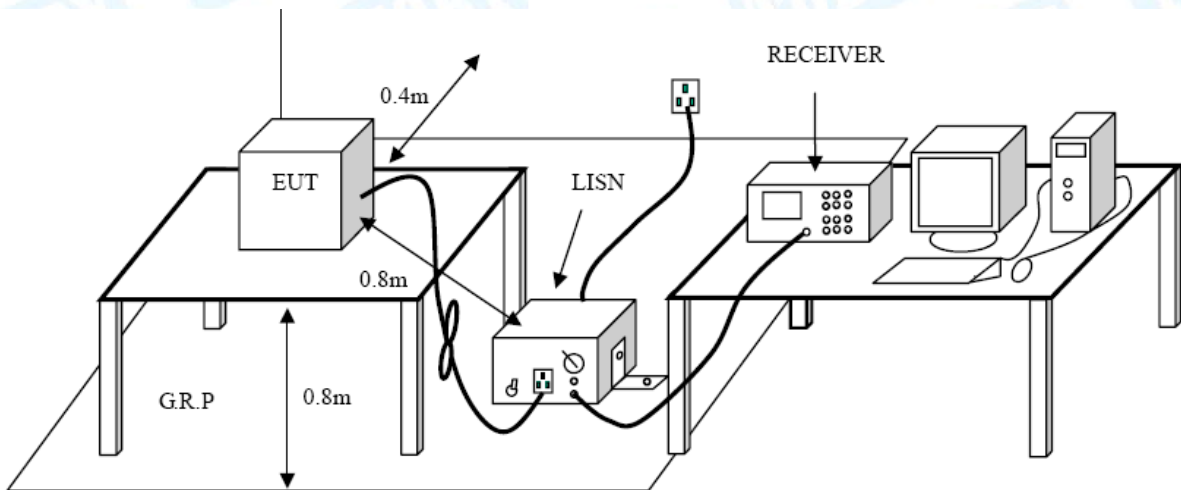 RECEIVER
0.4m
EUT
LISN
0.8m
G.R.P
0.8m